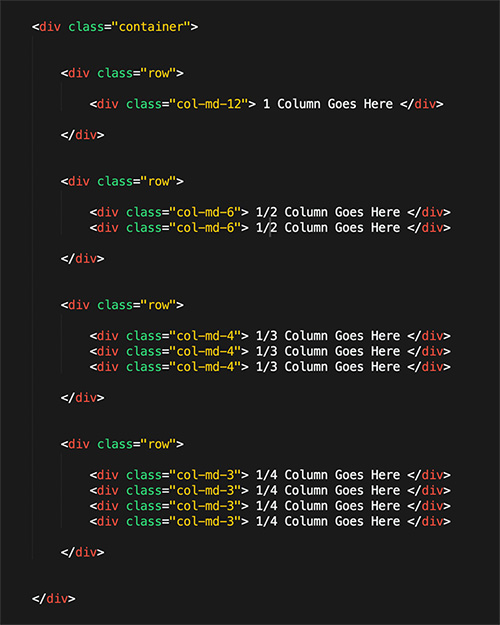 <div class="container">
<div class="row">
<div class="col-md-12"> 1 Column Goes Here </div>
</div>
<div class="row">
<div class="col-md-6"> 1/2 Column Goes Here </div>
<div class="col-md-6"> 1/2 Column Goes Here </div>
</div>
<div class="row">
<div class="col-md-4"> 1/3 Column Goes Here </div>
<div class="col-md-4"> 1/3 Column Goes Here </div>
<div class="col-md-4"> 1/3 Column Goes Here </div>
</div>
<div class="row">
<div class="col-md-3"> 1/4 Column Goes Here </div>
<div class="col-md-3"> 1/4 Column Goes Here </div>
<div class="col-md-3"> 1/4 Column Goes Here </div>
<div class="col-md-3"> 1/4 Column Goes Here </div>
</div>
</div>